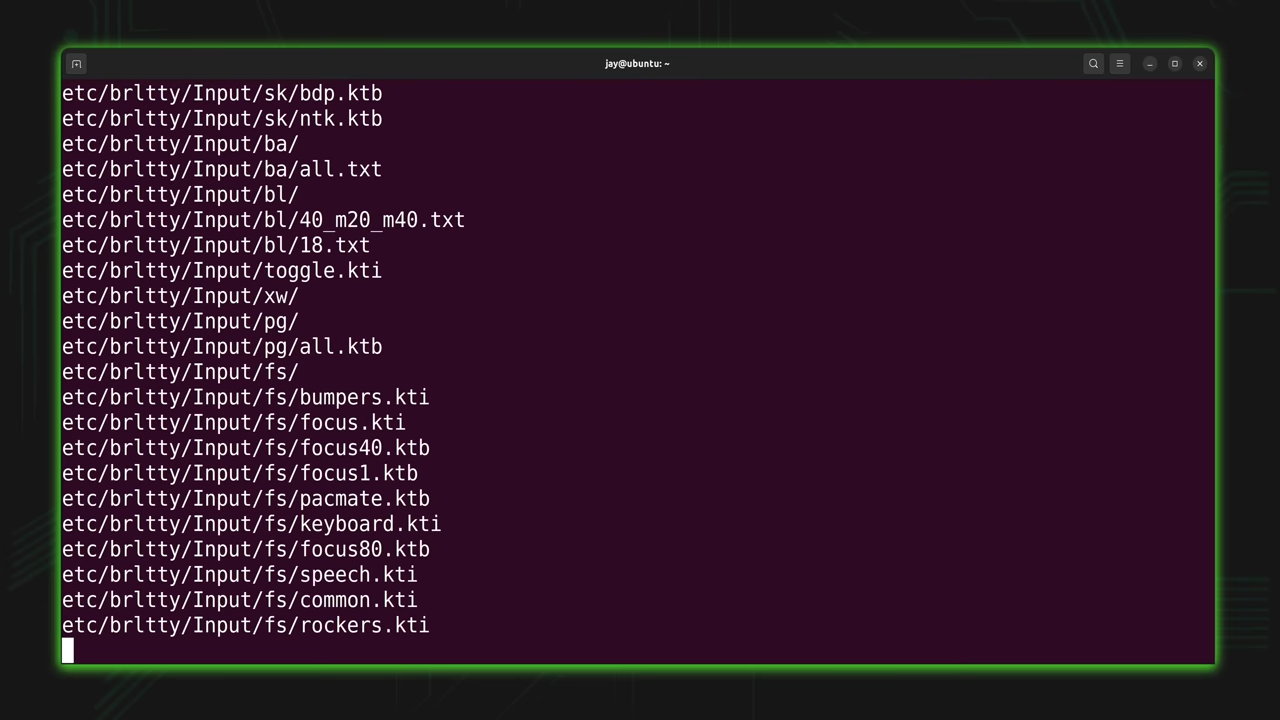 jay@ubuntu: ~
etc/brltty/Input/sk/bdp.ktb
etc/brltty/Input/sk/ntk.ktb
etc/brltty/Input/ba/
etc/brltty/Input/ba/all.txt
etc/brltty/Input/bl/
etc/brltty/Input/bl/40_m20_m40.txt
etc/brltty/Input/bl/18.txt
etc/brltty/Input/toggle.kti
etc/brltty/Input/xw/
etc/brltty/Input/pg/
etc/brltty/Input/pg/all.ktb
etc/brltty/Input/fs/
etc/brltty/Input/fs/bumpers.kti
etc/brltty/Input/fs/focus.kti
etc/brltty/Input/fs/focus40.ktb
etc/brltty/Input/fs/focus1.ktb
etc/brltty/Input/fs/pacmate.ktb
etc/brltty/Input/fs/keyboard.kti
etc/brltty/Input/fs/focus80.ktb
etc/brltty/Input/fs/speech.kti
etc/brltty/Input/fs/common.kti
etc/brltty/Input/fs/rockers.kti